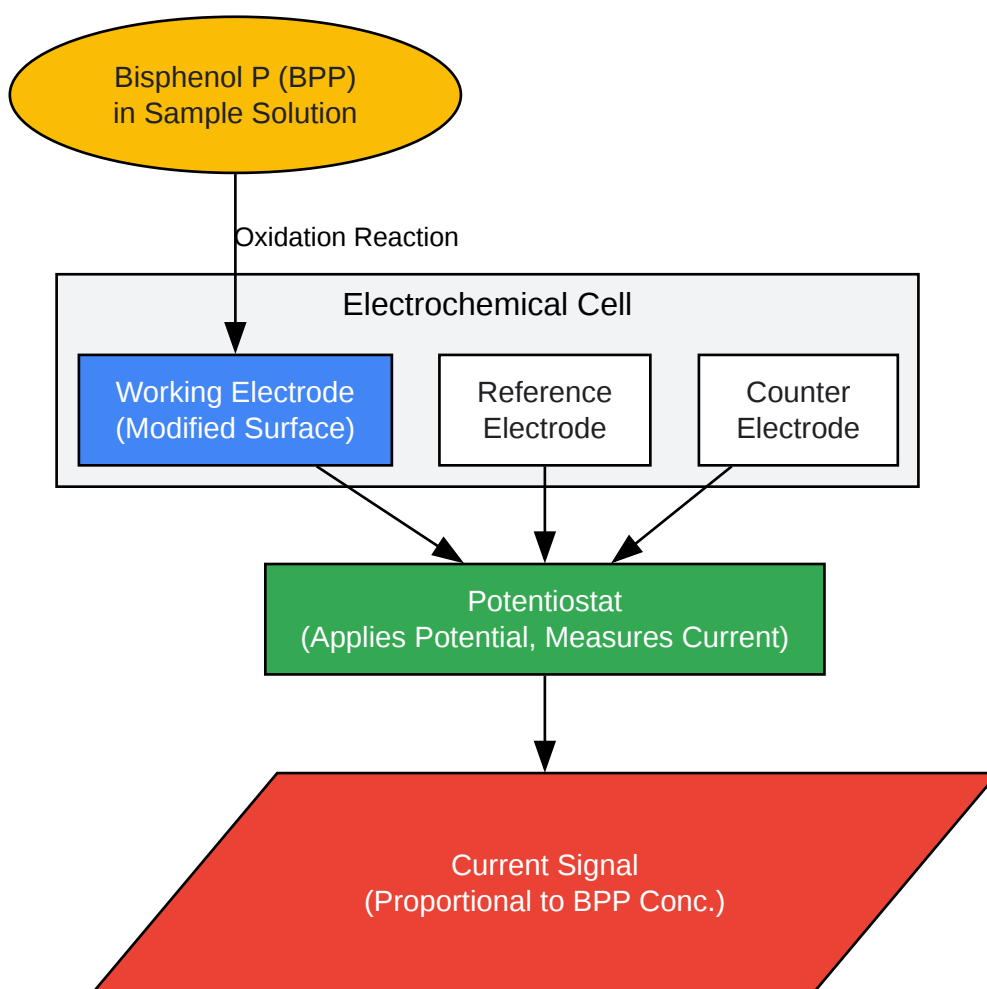 Bisphenol P (BPP)
in Sample Solution
Oxidation Reaction
Electrochemical Cell
Working Electrode
(Modified Surface)
Reference
Electrode
Counter
Electrode
Potentiostat
(Applies Potential, Measures Current)
Current Signal
(Proportional to BPP Conc.)